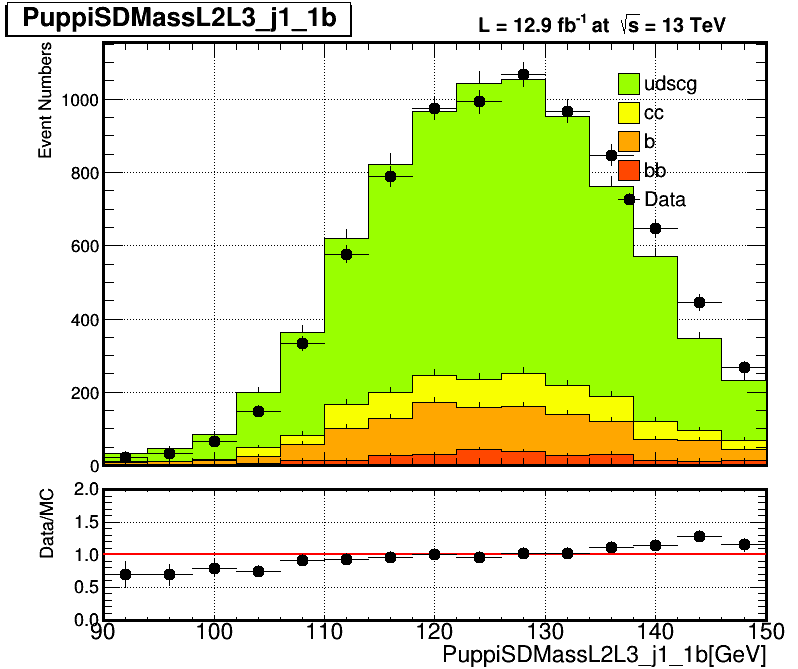 PuppiSDMassL2L3_j1_1b
L = 12.9 fb-1 at √s = 13 TeV
Event Numbers
1000
800
600
400
200
0
udscg
cc
b
bb
Data
Data/MC
2.0
1.5
1.0
0.5
0.0
90 100 110 120 130 140 150
PuppiSDMassL2L3_j1_1b[GeV]